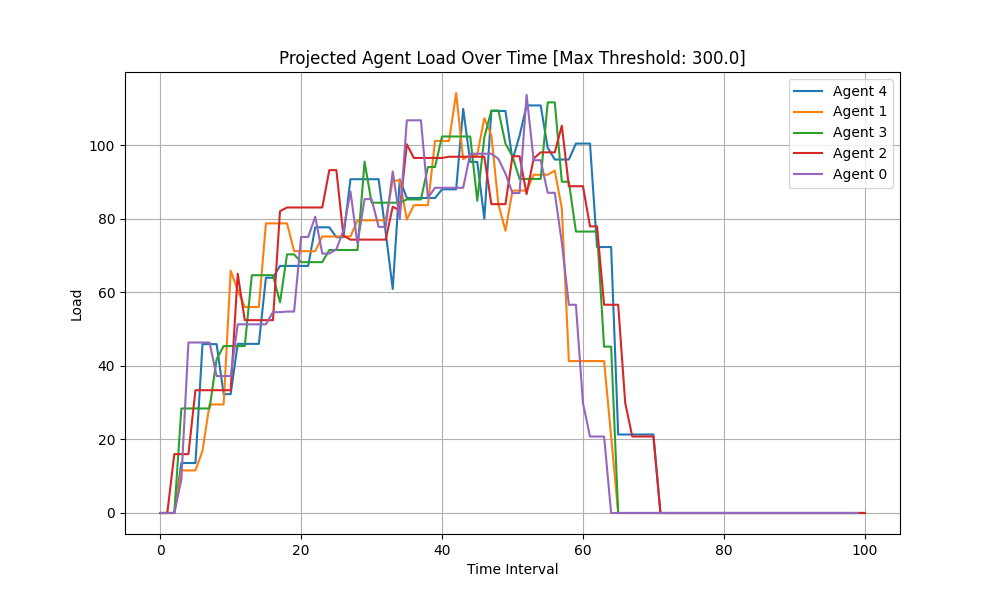 Projected Agent Load Over Time [Max Threshold: 300.0]
Agent 4
Agent 1
Agent 3
Agent 2
Agent 0
Load
100
80
60
40
20
0
0 20 40 60 80 100
Time Interval